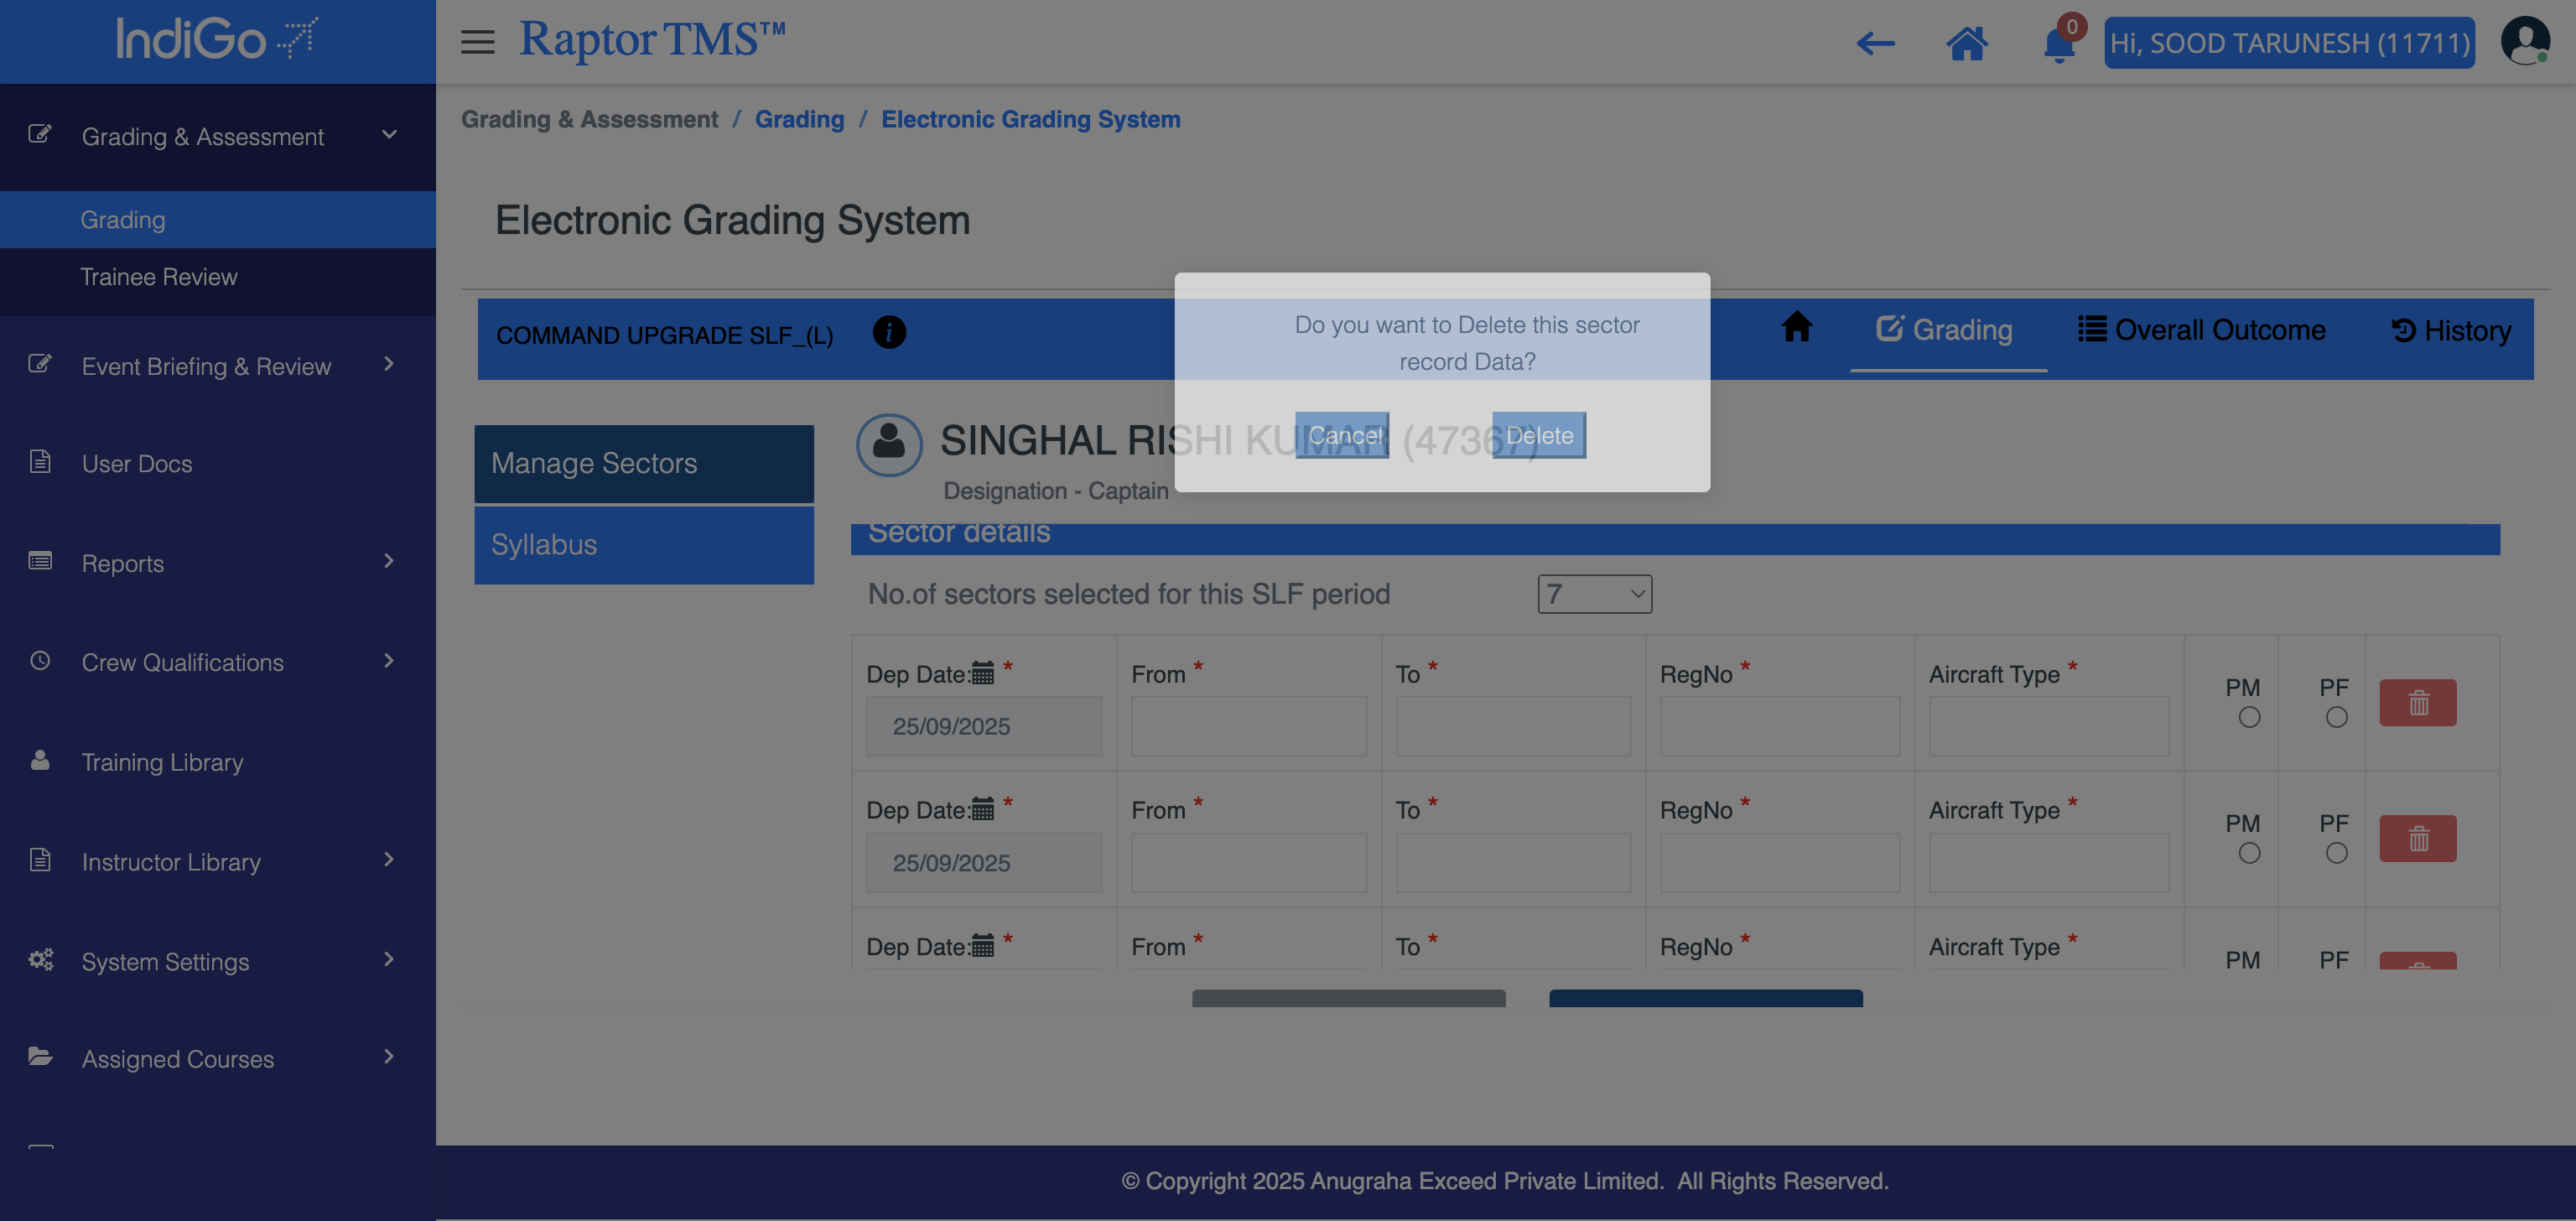 IndiGo
Raptor TMS™
0
Hi, SOOD TARUNESH (11711)
Grading & Assessment
Grading
Trainee Review
Event Briefing & Review
User Docs
Reports
Crew Qualifications
Training Library
Instructor Library
System Settings
Assigned Courses
Grading & Assessment / Grading / Electronic Grading System
Electronic Grading System
COMMAND UPGRADE SLF_(L)
Grading
Overall Outcome
History
Do you want to Delete this sector
record Data?
Cancel
Delete
Manage Sectors
Syllabus
SINGHAL RISHI KUMAR (47367)
Designation - Captain
Sector details
No.of sectors selected for this SLF period
7
Dep Date: * From * To * RegNo * Aircraft Type * PM PF
25/09/2025
Dep Date: * From * To * RegNo * Aircraft Type * PM PF
25/09/2025
Dep Date: * From * To * RegNo * Aircraft Type * PM PF
© Copyright 2025 Anugraha Exceed Private Limited. All Rights Reserved.